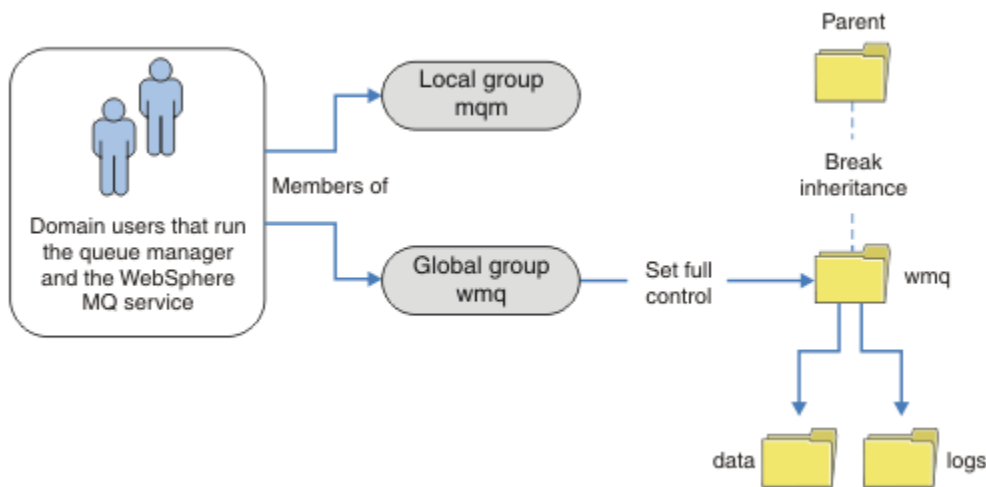 Parent
Local group
mqm
Members of
Break
inheritance
Domain users that run
the queue manager
and the WebSphere
MQ service
Global group
wmq
Set full
control
wmq
data
logs